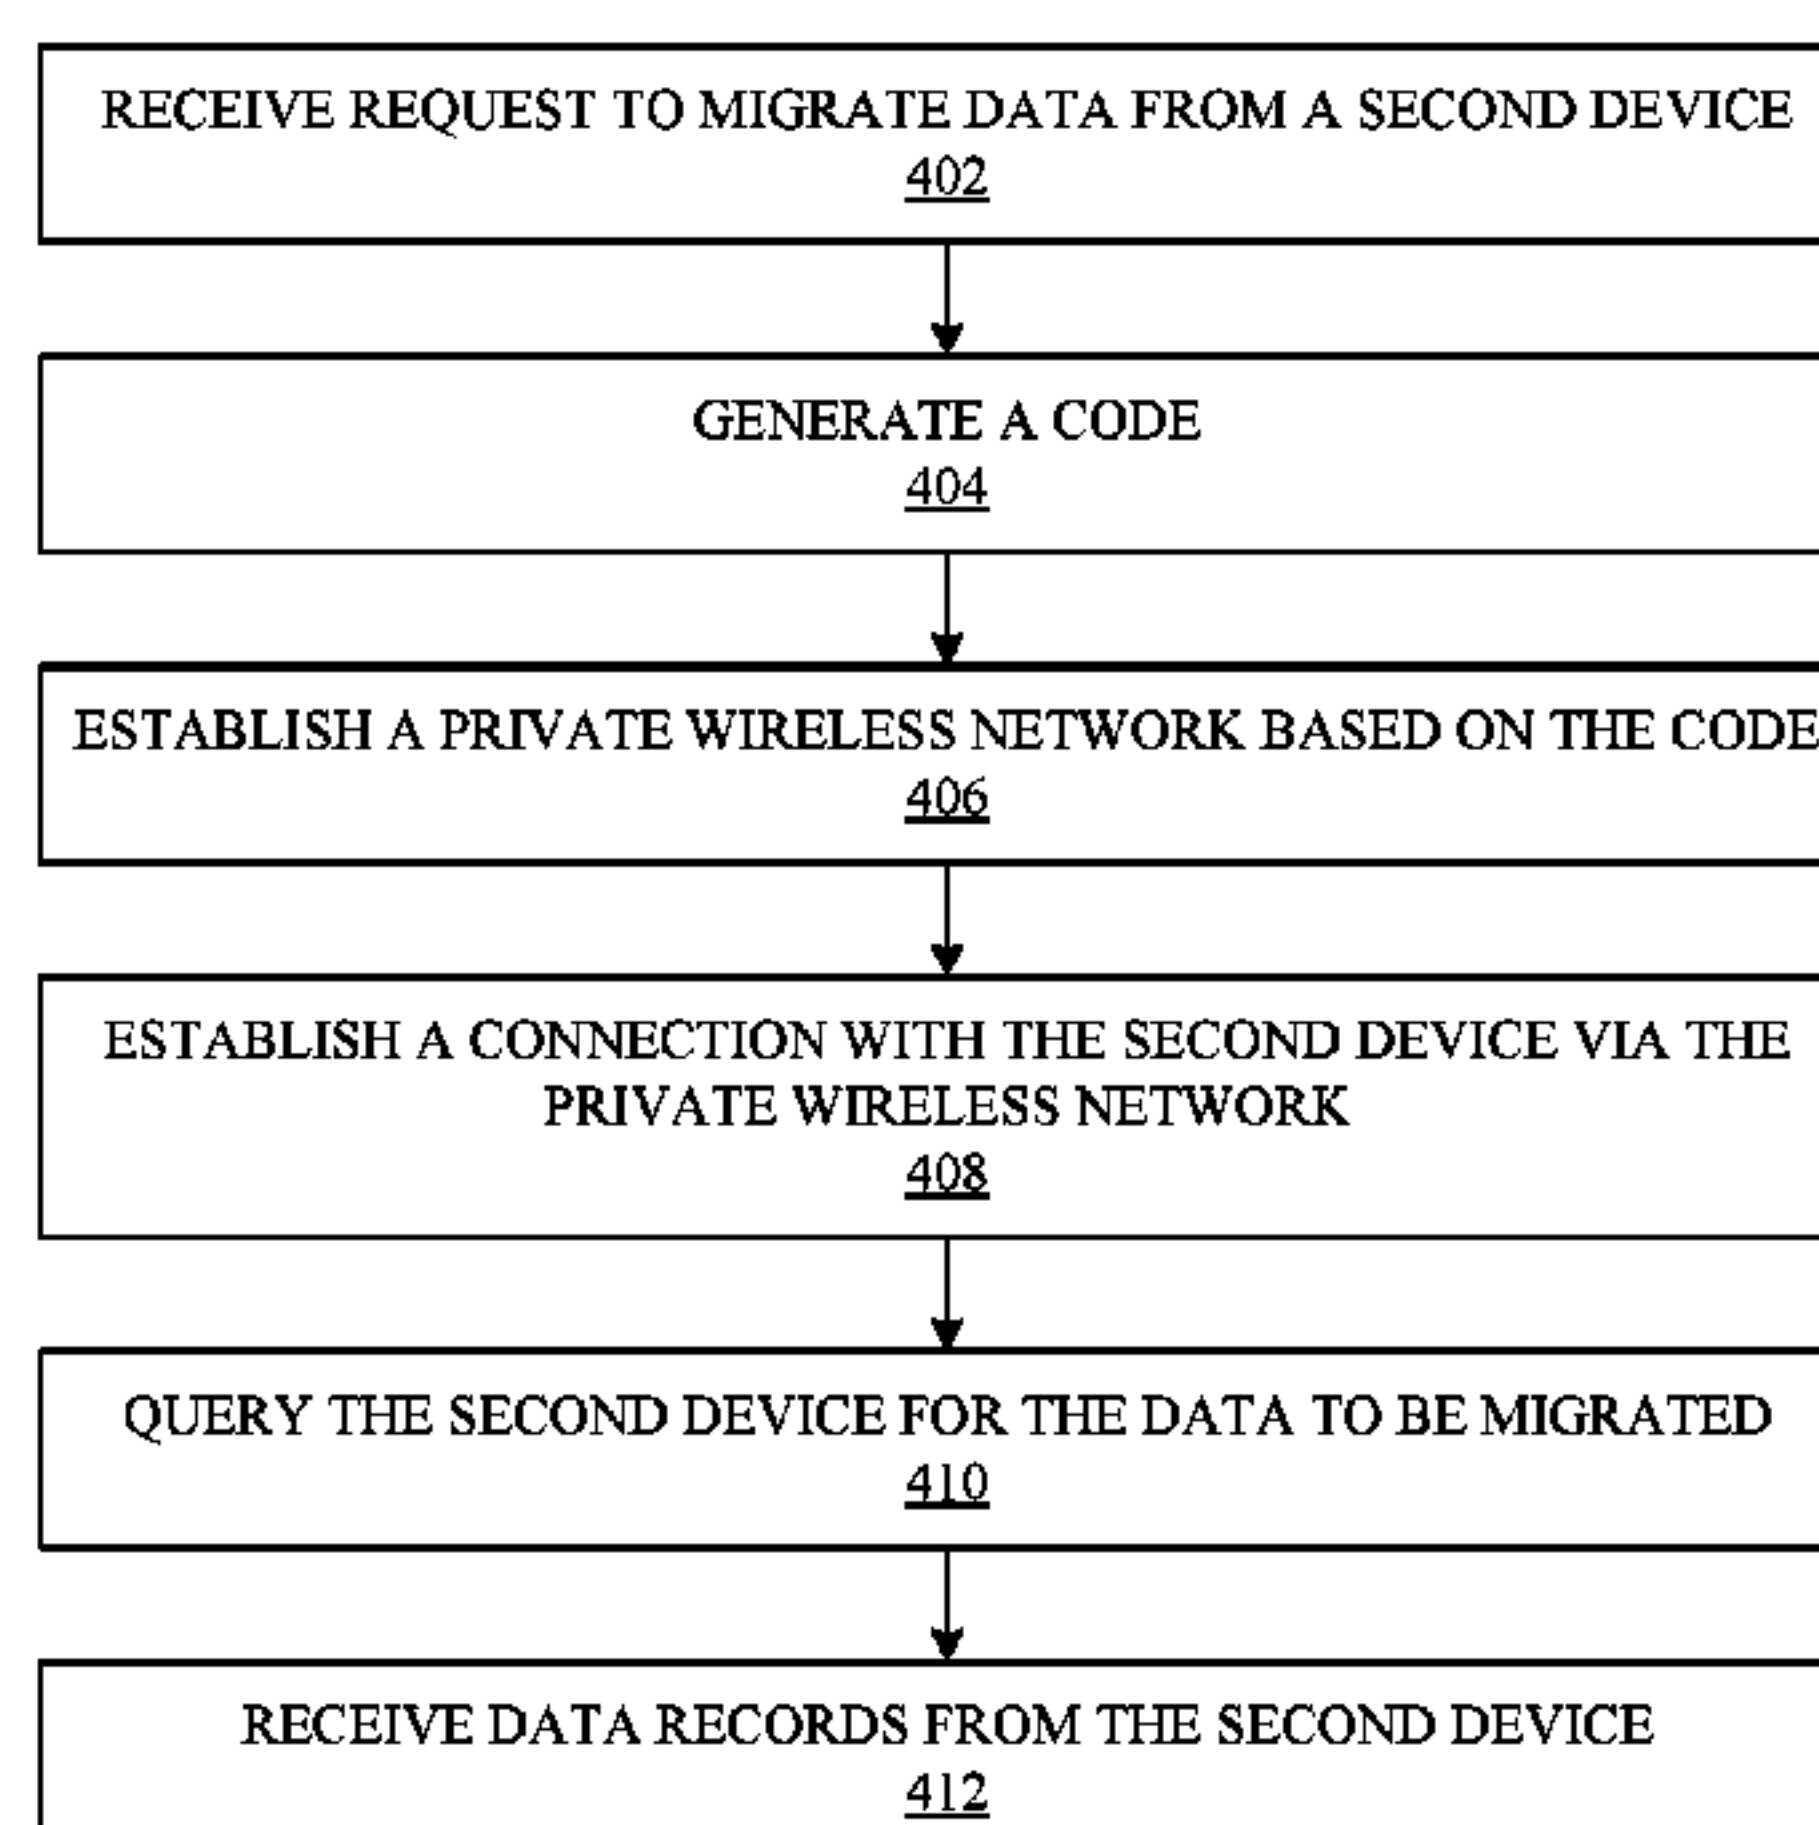 RECEIVE REQUEST TO MIGRATE DATA FROM A SECOND DEVICE
402
GENERATE A CODE
404
ESTABLISH A PRIVATE WIRELESS NETWORK BASED ON THE CODE
406
ESTABLISH A CONNECTION WITH THE SECOND DEVICE VIA THE
PRIVATE WIRELESS NETWORK
408
QUERY THE SECOND DEVICE FOR THE DATA TO BE MIGRATED
410
RECEIVE DATA RECORDS FROM THE SECOND DEVICE
412